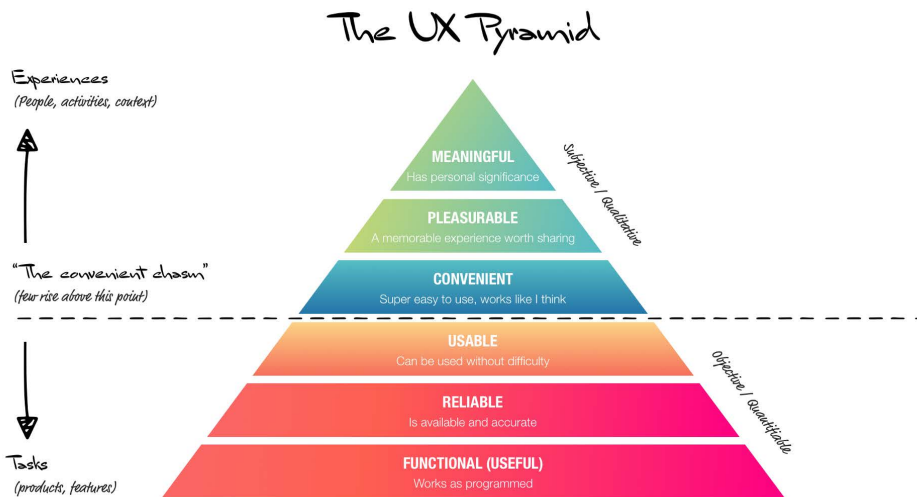 The UX Pyramid
Experiences
(People, activities, context)
MEANINGFUL
Has personal significance
Subjective / Qualitative
PLEASURABLE
A memorable experience worth sharing
"The convenient chasm"
(few rise above this point)
CONVENIENT
Super easy to use, works like I think
USABLE
Can be used without difficulty
Objective / Quantifiable
RELIABLE
Is available and accurate
Tasks
(products, features)
FUNCTIONAL (USEFUL)
Works as programmed